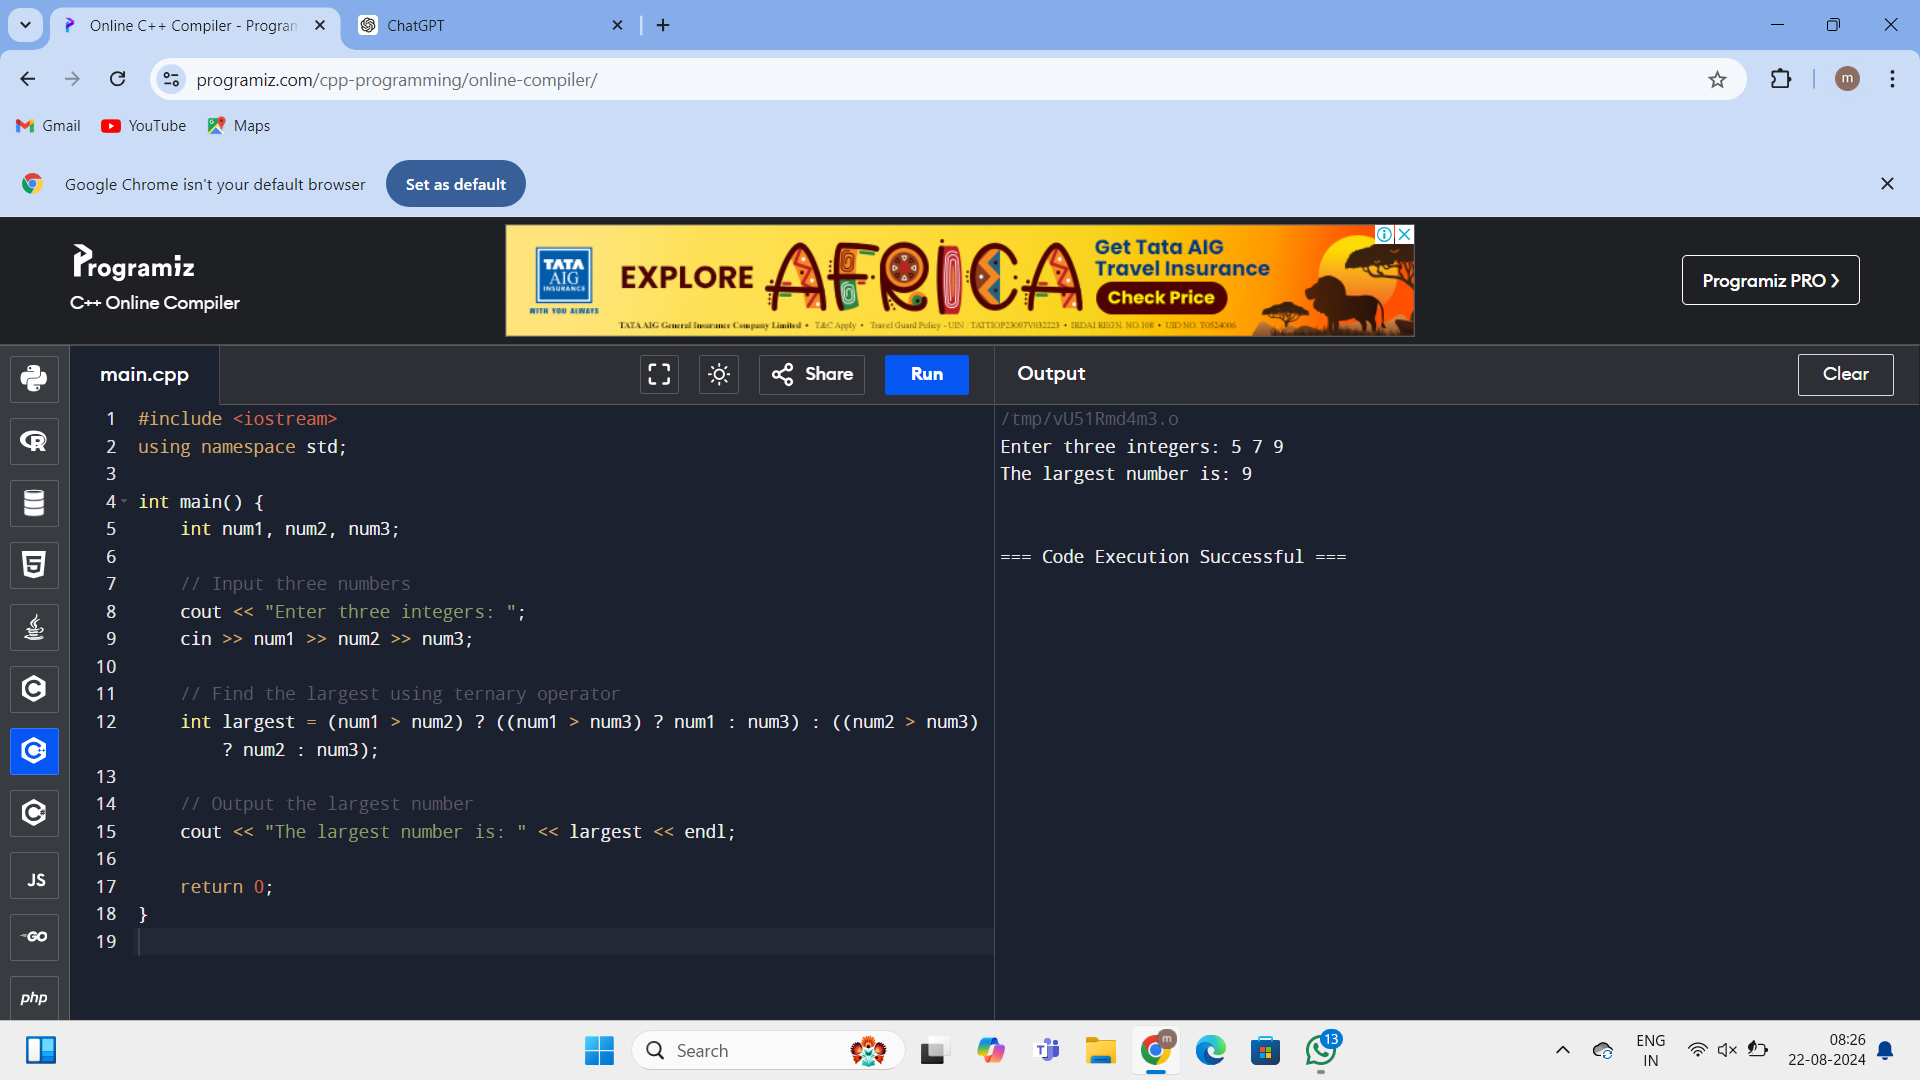 Online C++ Compiler - Program
ChatGPT
programiz.com/cpp-programming/online-compiler/
m
Gmail
YouTube
Maps
Google Chrome isn't your default browser
Set as default
Programiz
C++ Online Compiler
TATA
AIG
INSURANCE
WITH YOU ALWAYS
EXPLORE AFRICA
Get Tata AIG
Travel Insurance
Check Price
TATA AIG General Insurance Company Limited • T&C Apply • Travel Guard Policy - UIN : TATTIOP23097V032223 • IRDAI REGN. NO.108 • UID NO. T0524006
Programiz PRO ❯
main.cpp
Share
Run
Output
Clear
1 #include <iostream>
2 using namespace std;
3
4 int main() {
5 int num1, num2, num3;
6
7 // Input three numbers
8 cout << "Enter three integers: ";
9 cin >> num1 >> num2 >> num3;
10
11 // Find the largest using ternary operator
12 int largest = (num1 > num2) ? ((num1 > num3) ? num1 : num3) : ((num2 > num3)
? num2 : num3);
13
14 // Output the largest number
15 cout << "The largest number is: " << largest << endl;
16
17 return 0;
18 }
19
/tmp/vU51Rmd4m3.o
Enter three integers: 5 7 9
The largest number is: 9
=== Code Execution Successful ===
JS
GO
php
Search
m
13
ENG
IN
08:26
22-08-2024